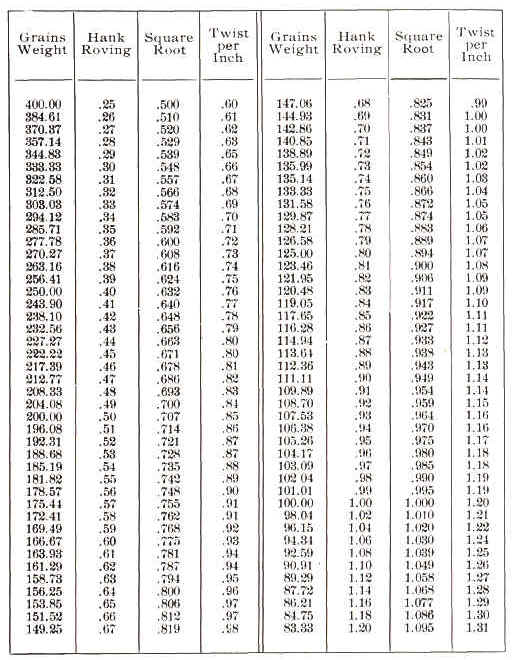 Grains Weight Hank Roving Square Root Twist per Inch Grains Weight Hank Roving Square Root Twist per Inch
400.00 .25 .500 .60 147.06 .68 .825 .99
384.61 .26 .510 .61 144.93 .69 .831 1.00
370.37 .27 .520 .62 142.86 .70 .837 1.00
357.14 .28 .529 .63 140.85 .71 .843 1.01
344.83 .29 .539 .65 138.89 .72 .849 1.02
333.33 .30 .548 .66 135.99 .73 .854 1.02
322.58 .31 .557 .67 135.14 .74 .860 1.03
312.50 .32 .566 .68 133.33 .75 .866 1.04
303.03 .33 .574 .69 131.58 .76 .872 1.05
294.12 .34 .583 .70 129.87 .77 .874 1.05
285.71 .35 .592 .71 128.21 .78 .883 1.06
277.78 .36 .600 .72 126.58 .79 .889 1.07
270.27 .37 .608 .73 125.00 .80 .894 1.07
263.16 .38 .616 .74 123.46 .81 .900 1.08
256.41 .39 .624 .75 121.95 .82 .906 1.09
250.00 .40 .632 .76 120.48 .83 .911 1.09
243.90 .41 .640 .77 119.05 .84 .917 1.10
238.10 .42 .648 .78 117.65 .85 .922 1.11
232.56 .43 .656 .79 116.28 .86 .927 1.11
227.27 .44 .663 .80 114.94 .87 .933 1.12
222.22 .45 .671 .80 113.64 .88 .938 1.13
217.39 .46 .678 .81 112.36 .89 .943 1.13
212.77 .47 .686 .82 111.11 .90 .949 1.14
208.33 .48 .693 .83 109.89 .91 .954 1.14
204.08 .49 .700 .84 108.70 .92 .959 1.15
200.00 .50 .707 .85 107.53 .93 .964 1.16
196.08 .51 .714 .86 106.38 .94 .970 1.16
192.31 .52 .721 .87 105.26 .95 .975 1.17
188.68 .53 .728 .87 104.17 .96 .980 1.18
185.19 .54 .735 .88 103.09 .97 .985 1.18
181.82 .55 .742 .89 102.04 .98 .990 1.19
178.57 .56 .748 .90 101.01 .99 .995 1.19
175.44 .57 .755 .91 100.00 1.00 1.000 1.20
172.41 .58 .762 .91 98.04 1.02 1.010 1.21
169.49 .59 .768 .92 96.15 1.04 1.020 1.22
166.67 .60 .775 .93 94.34 1.06 1.030 1.24
163.93 .61 .781 .94 92.59 1.08 1.039 1.25
161.29 .62 .787 .94 90.91 1.10 1.049 1.26
158.73 .63 .794 .95 89.29 1.12 1.058 1.27
156.25 .64 .800 .96 87.72 1.14 1.068 1.28
153.85 .65 .806 .97 86.21 1.16 1.077 1.29
151.52 .66 .812 .97 84.75 1.18 1.086 1.30
149.25 .67 .819 .98 83.33 1.20 1.095 1.31